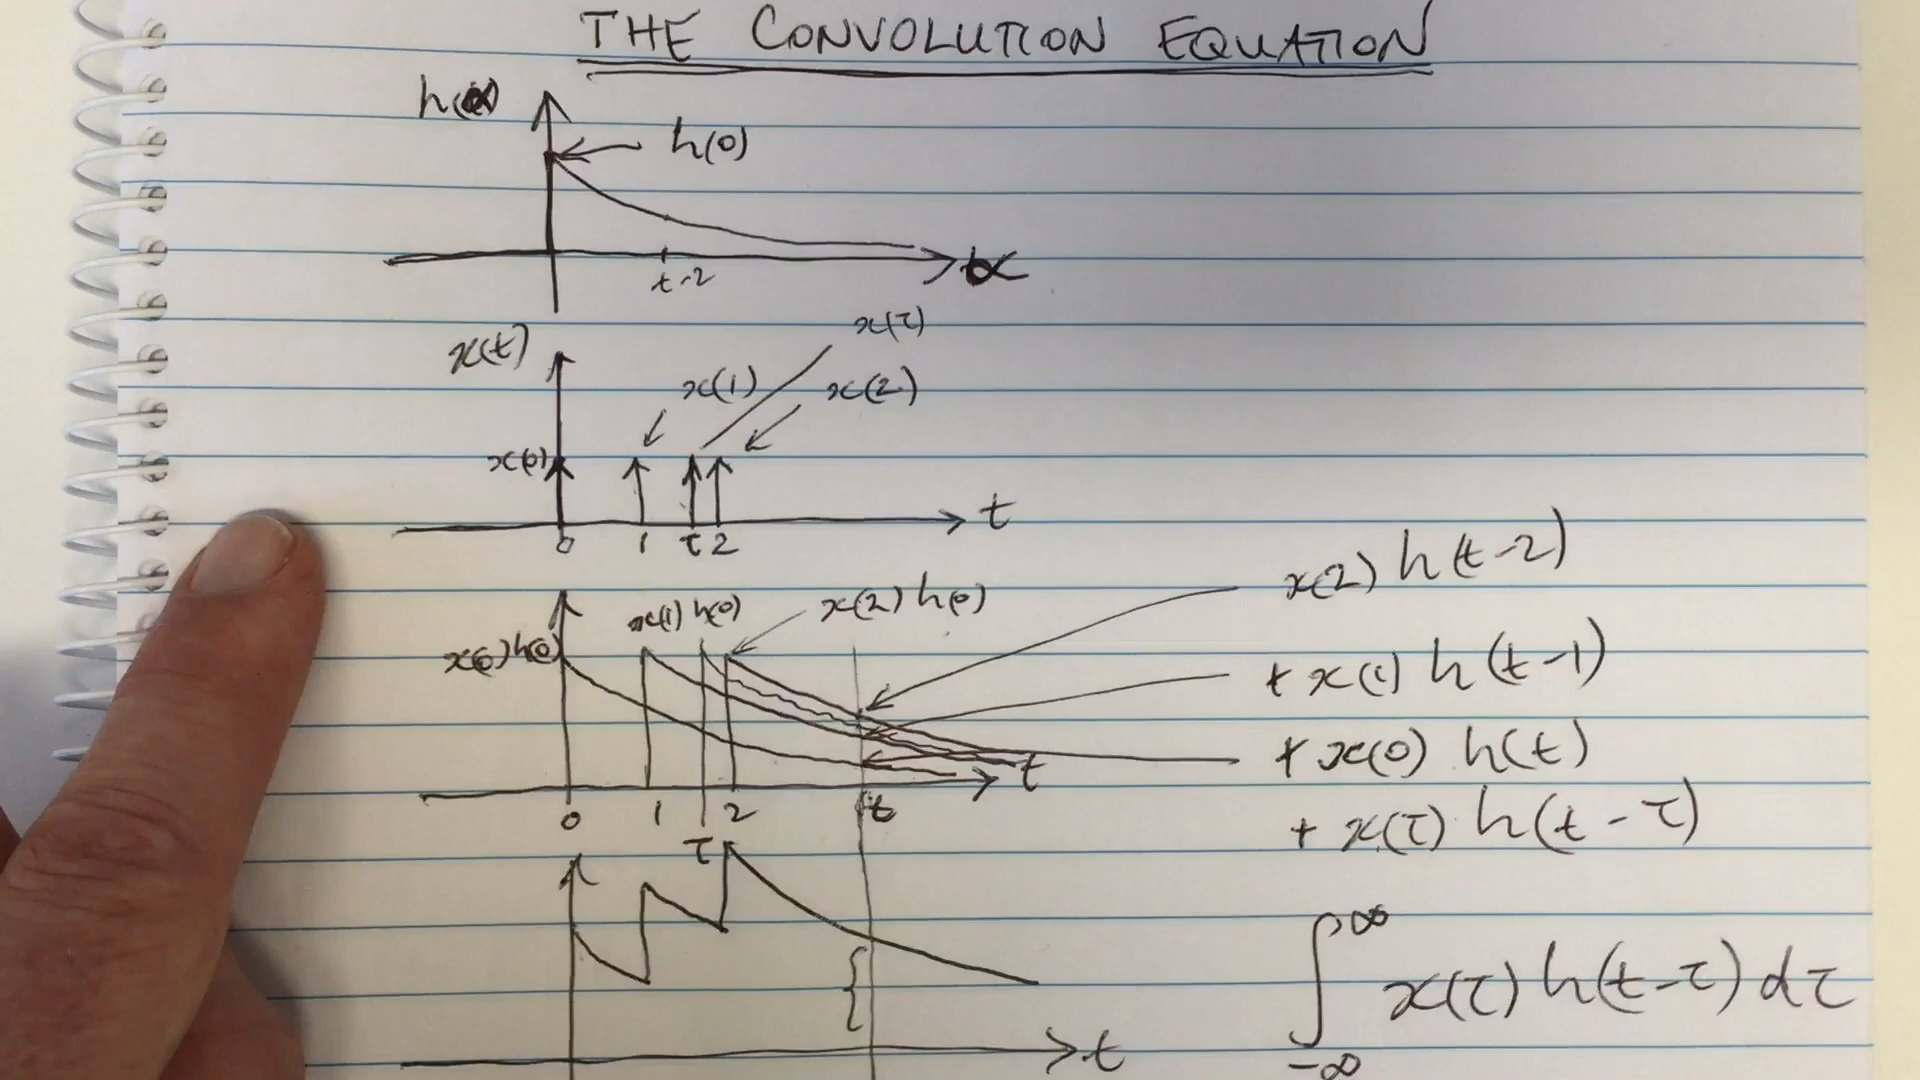 THE CONVOLUTION EQUATION
h(α)
h(0)
t-2
α
x(τ)
x(t)
x(1)
x(2)
x(0)
t
0 1 τ 2
x(2) h(t-2)
x(1) h(0)
x(2) h(0)
x(0) h(0)
+ x(1) h(t-1)
+ x(0) h(t)
t
0 1 2 t
τ
+ x(τ) h(t-τ)
∫ ∞ -∞ x(τ) h(t-τ) dτ
t